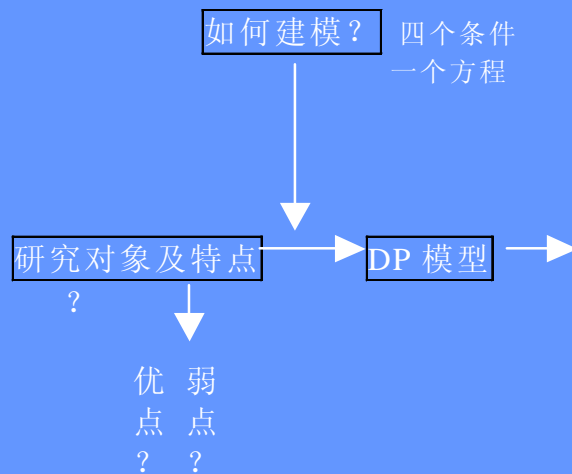 如何建模？ 四个条件
一个方程
研究对象及特点
？
DP 模型
优 弱
点 点
？ ？